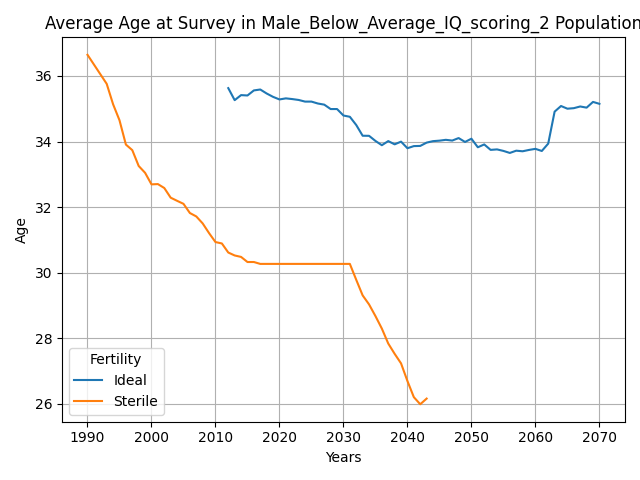 Average Age at Survey in Male_Below_Average_IQ_scoring_2 Population
Age
36
34
32
30
28
26
Fertility
Ideal
Sterile
1990 2000 2010 2020 2030 2040 2050 2060 2070
Years